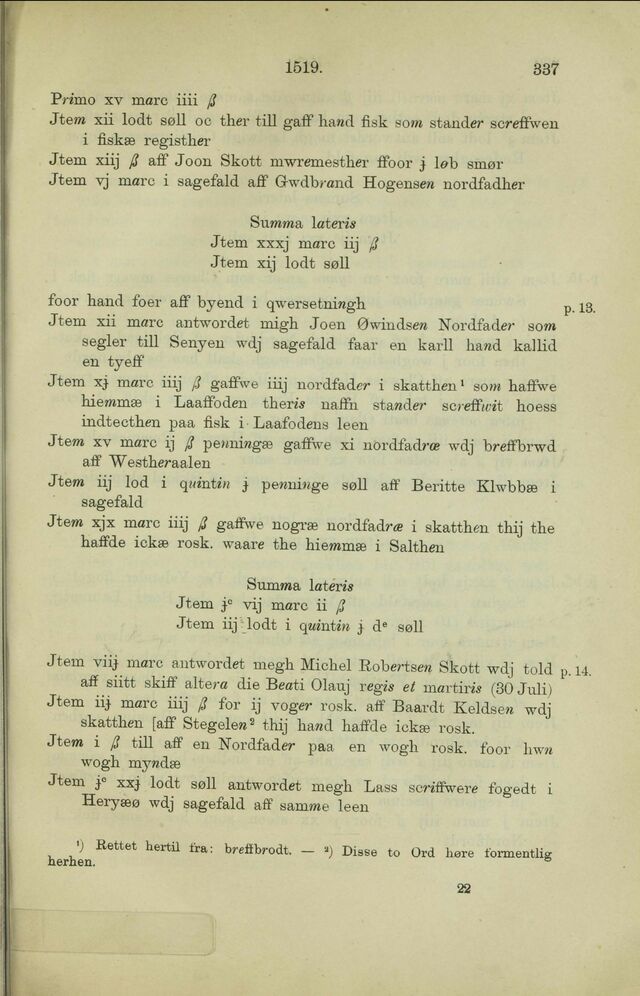 1519. 337
Primo xv marc iiii ß
Jtem xii lodt søll oc ther till gaff hand fisk som stander screffwen
i fiskæ registher
Jtem xiij ß aff Joon Skott mwremesther ffoor ɉ løb smør
Jtem vj marc i sagefald aff Gwdbrand Hogensen nordfadher
Summa lateris
Jtem xxxj marc iij ß
Jtem xij lodt søll
foor hand foer aff byend i qwersetningh p. 13.
Jtem xii marc antwordet migh Joen Øwindsen Nordfader som
segler till Senyen wdj sagefald faar en karll hand kallid
en tyeff
Jtem xɉ marc iiij ß gaffwe iiij nordfader i skatthen¹ som haffwe
hiemmæ i Laaffoden theris naffn stander screffwit hoess
indtecthen paa fisk i Laafodens leen
Jtem xv marc ij ß penningæ gaffwe xi nordfadræ wdj breffbrwd
aff Westheraalen
Jtem iij lod i quintin ɉ penninge søll aff Beritte Klwbbæ i
sagefald
Jtem xjx marc iiij ß gaffwe nogræ nordfadræ i skatthen thij the
haffde ickæ rosk. waare the hiemmæ i Salthen
Summa lateris
Jtem ɉᶜ vij marc ii ß
Jtem iij lodt i quintin ɉ dᵉ søll
Jtem viiɉ marc antwordet megh Michel Robertsen Skott wdj told p. 14.
aff siitt skiff altera die Beati Olauj regis et martiris (30 Juli)
Jtem iiɉ marc iiij ß for ij voger rosk. aff Baardt Keldsen wdj
skatthen [aff Stegelen² thij hand haffde ickæ rosk.
Jtem i ß till aff en Nordfader paa en wogh rosk. foor hwn
wogh myndæ
Jtem ɉᶜ xxɉ lodt søll antwordet megh Lass scriffwere fogedt i
Heryæø wdj sagefald aff samme leen
¹) Rettet hertil fra: breffbrodt. — ²) Disse to Ord høre formentlig
herhen.
22